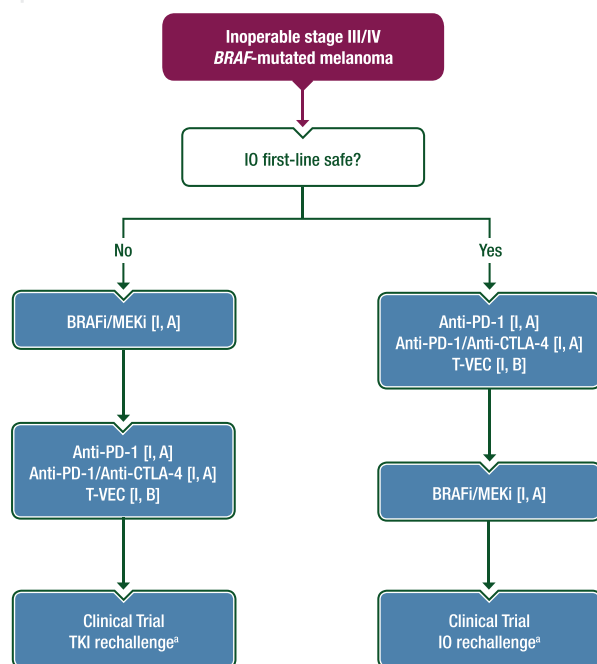 Inoperable stage III/IV
BRAF-mutated melanoma
IO first-line safe?
No
Yes
BRAFi/MEKi [I, A]
Anti-PD-1 [I, A]
Anti-PD-1/Anti-CTLA-4 [I, A]
T-VEC [I, B]
Anti-PD-1 [I, A]
Anti-PD-1/Anti-CTLA-4 [I, A]
T-VEC [I, B]
BRAFi/MEKi [I, A]
Clinical Trial
TKI rechallengeᵃ
Clinical Trial
IO rechallengeᵃ